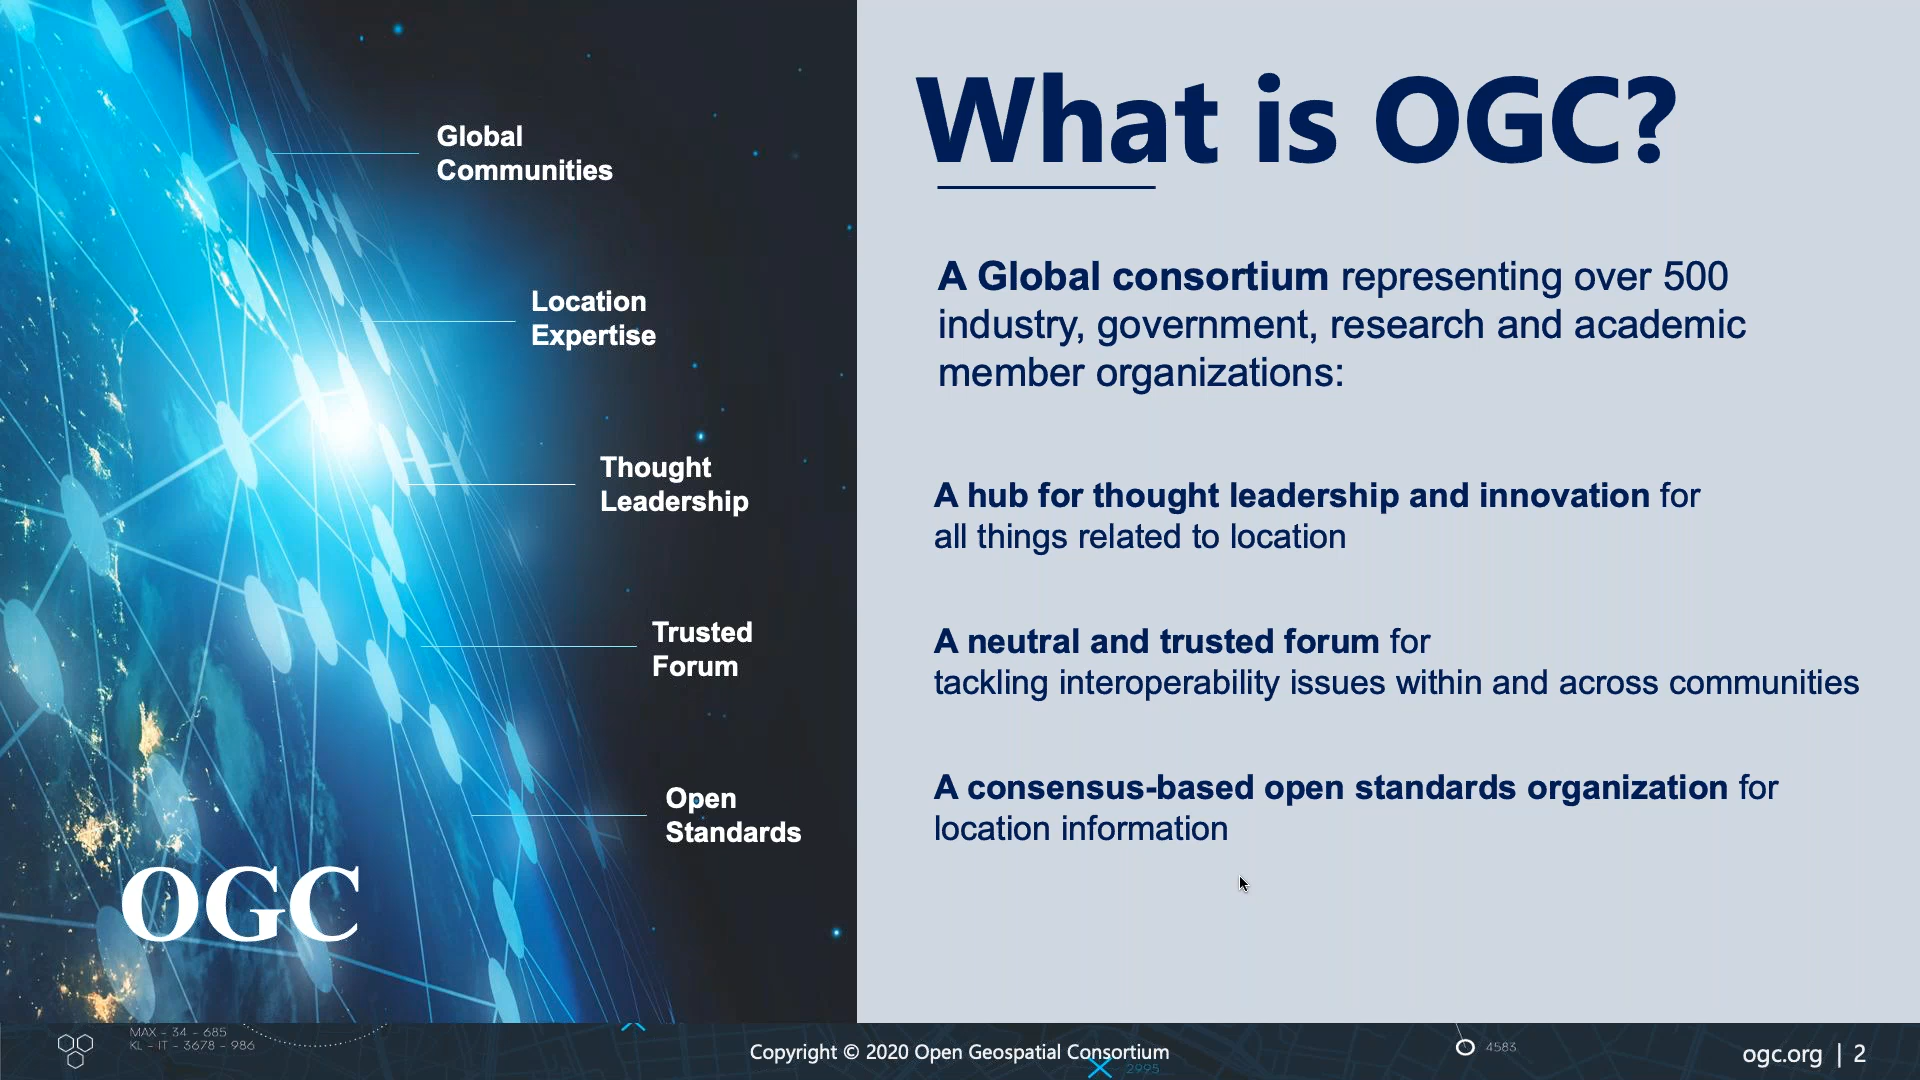 Global
Communities
Location
Expertise
Thought
Leadership
Trusted
Forum
Open
Standards
OGC
What is OGC?
A Global consortium representing over 500
industry, government, research and academic
member organizations:
A hub for thought leadership and innovation for
all things related to location
A neutral and trusted forum for
tackling interoperability issues within and across communities
A consensus-based open standards organization for
location information
MAX - 34 - 685
KL - IT - 3678 - 986
Copyright © 2020 Open Geospatial Consortium
2995
4583
ogc.org | 2